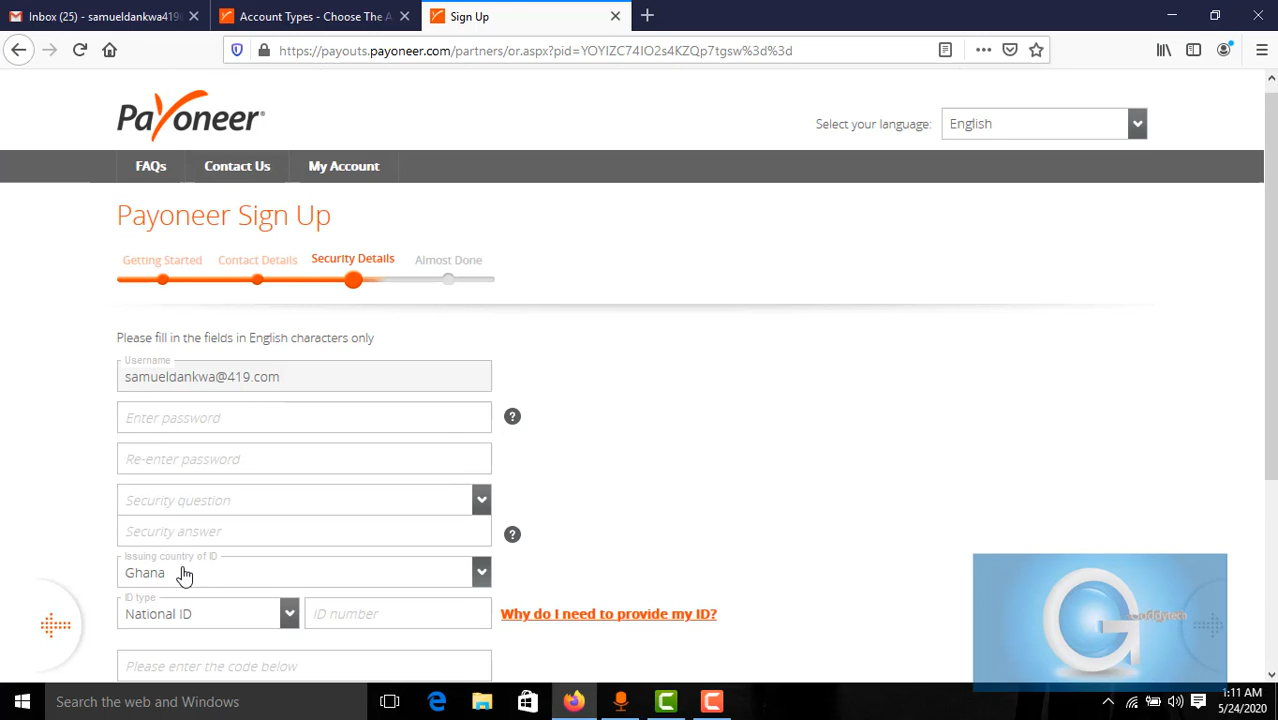 Inbox (25) - samueldankwa419
Account Types - Choose The A
Sign Up
https://payouts.payoneer.com/partners/or.aspx?pid=YOYIZC74IO2s4KZQp7tgsw%3d%3d
Payoneer
Select your language:
English
FAQs
Contact Us
My Account
Payoneer Sign Up
Getting Started
Contact Details
Security Details
Almost Done
Please fill in the fields in English characters only
Username
samueldankwa@419.com
Enter password
?
Re-enter password
Security question
Security answer
?
Issuing country of ID
Ghana
ID type
National ID
ID number
Why do I need to provide my ID?
Please enter the code below
Search the web and Windows
1:11 AM
5/24/2020